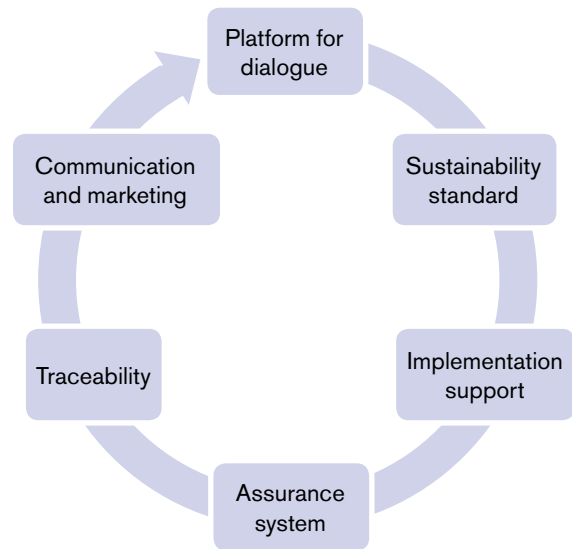 Platform for
dialogue
Sustainability
standard
Implementation
support
Assurance
system
Traceability
Communication
and marketing